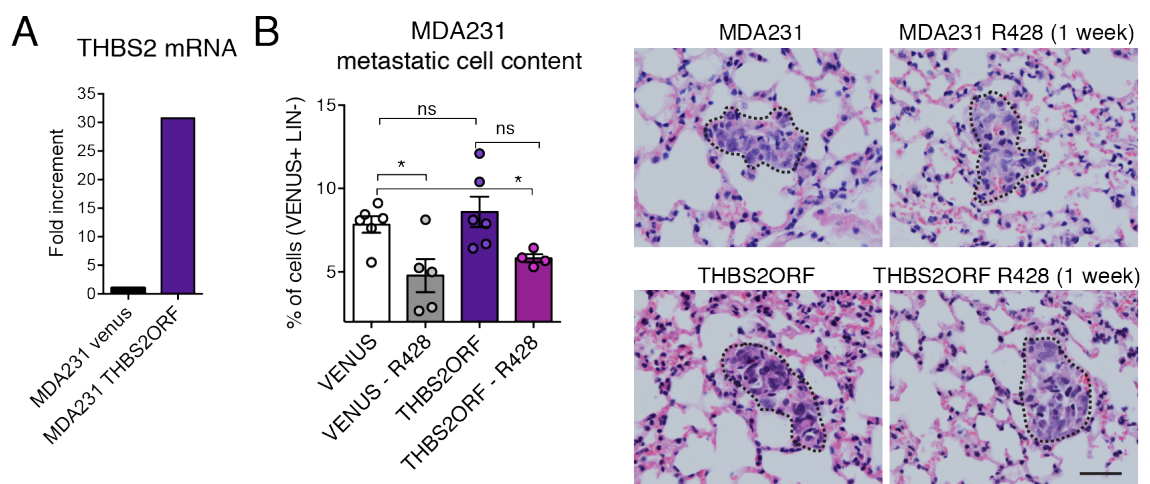 A
THBS2 mRNA
Fold increment
35
30
25
20
15
10
5
0
MDA231 venus
MDA231 THBS2ORF
B
MDA231
metastatic cell content
% of cells (VENUS+ LIN-)
15
10
5
ns
ns
*
*
VENUS
VENUS - R428
THBS2ORF
THBS2ORF - R428
MDA231
MDA231 R428 (1 week)
THBS2ORF
THBS2ORF R428 (1 week)